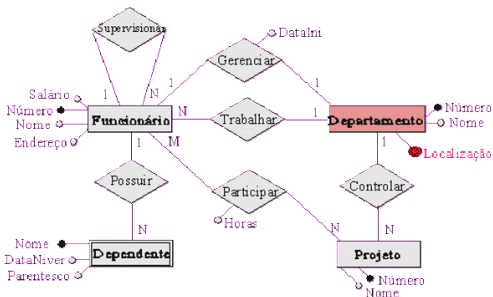 Supervisionar
DataIni
1
N
1
Gerenciar
1
Salário
Número
Nome
Endereço
Funcionário
N
Trabalhar
1
Departamento
Número
Nome
Localização
1
M
1
Possuir
Participar
Horas
Controlar
N
N
N
Nome
DataNiver
Parentesco
Dependente
Projeto
Número
Nome